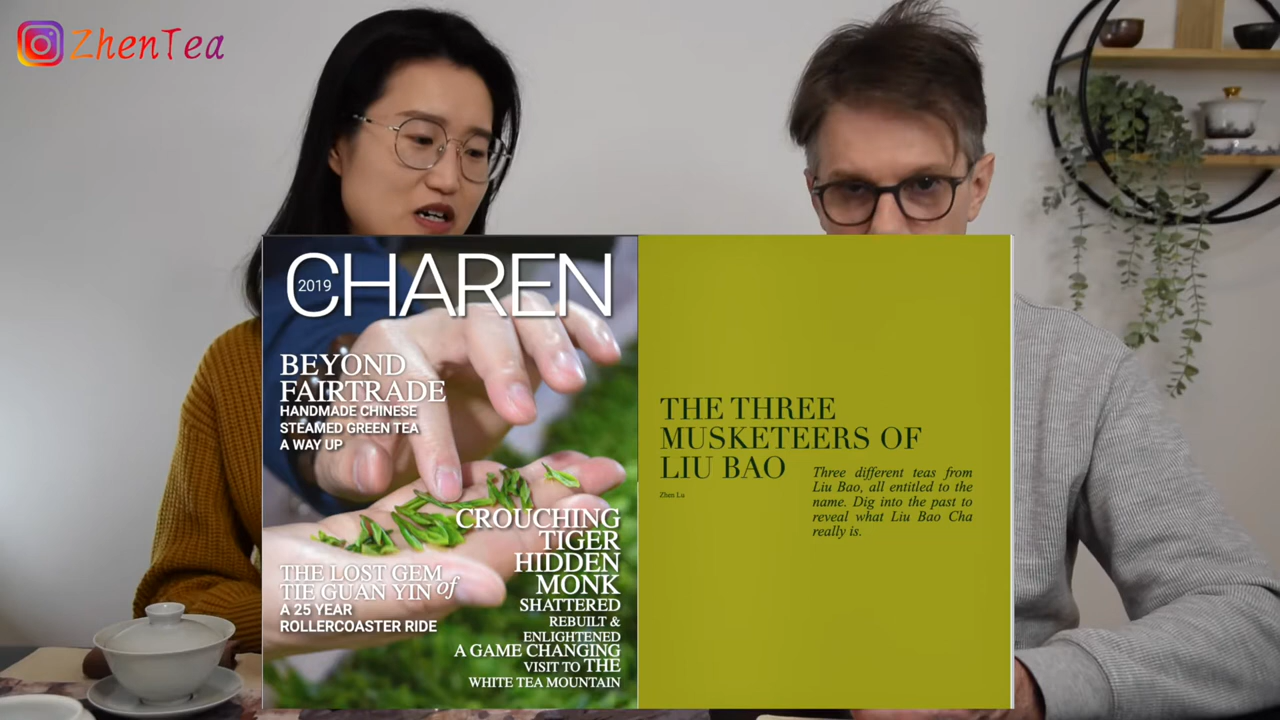 ZhenTea
2019
CHAREN
BEYOND
FAIRTRADE
HANDMADE CHINESE
STEAMED GREEN TEA
A WAY UP
CROUCHING
TIGER
HIDDEN
MONK
SHATTERED
REBUILT &
ENLIGHTENED
A GAME CHANGING
VISIT TO THE
WHITE TEA MOUNTAIN
THE LOST GEM
TIE GUAN YIN of
A 25 YEAR
ROLLERCOASTER RIDE
THE THREE
MUSKETEERS OF
LIU BAO
Zhen Lu
Three different teas from
Liu Bao, all entitled to the
name. Dig into the past to
reveal what Liu Bao Cha
really is.